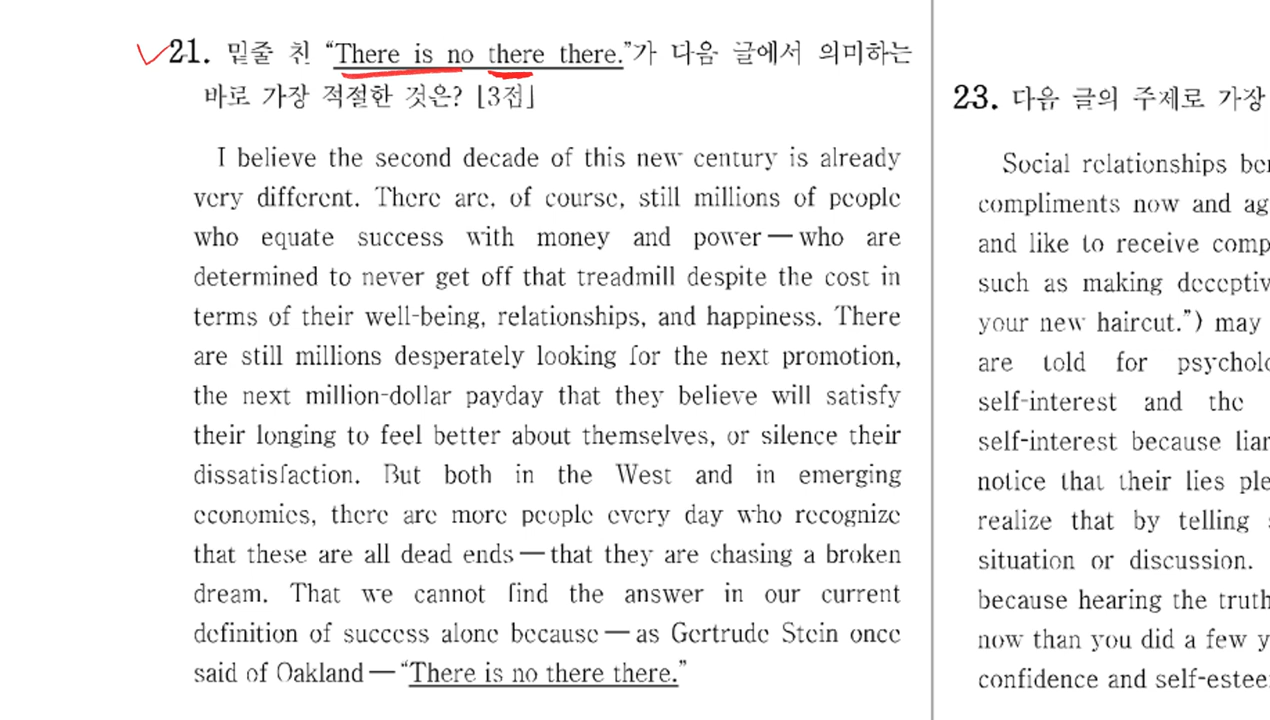 21. 밑줄 친 “There is no there there.”가 다음 글에서 의미하는
바로 가장 적절한 것은? [3점]
I believe the second decade of this new century is already
very different. There are, of course, still millions of people
who equate success with money and power — who are
determined to never get off that treadmill despite the cost in
terms of their well-being, relationships, and happiness. There
are still millions desperately looking for the next promotion,
the next million-dollar payday that they believe will satisfy
their longing to feel better about themselves, or silence their
dissatisfaction. But both in the West and in emerging
economies, there are more people every day who recognize
that these are all dead ends — that they are chasing a broken
dream. That we cannot find the answer in our current
definition of success alone because — as Gertrude Stein once
said of Oakland — “There is no there there.”
23. 다음 글의 주제로 가장
Social relationships ben
compliments now and ag
and like to receive comp
such as making deceptiv
your new haircut.”) may
are told for psycholo
self-interest and the
self-interest because liar
notice that their lies ple
realize that by telling s
situation or discussion.
because hearing the truth
now than you did a few y
confidence and self-estee